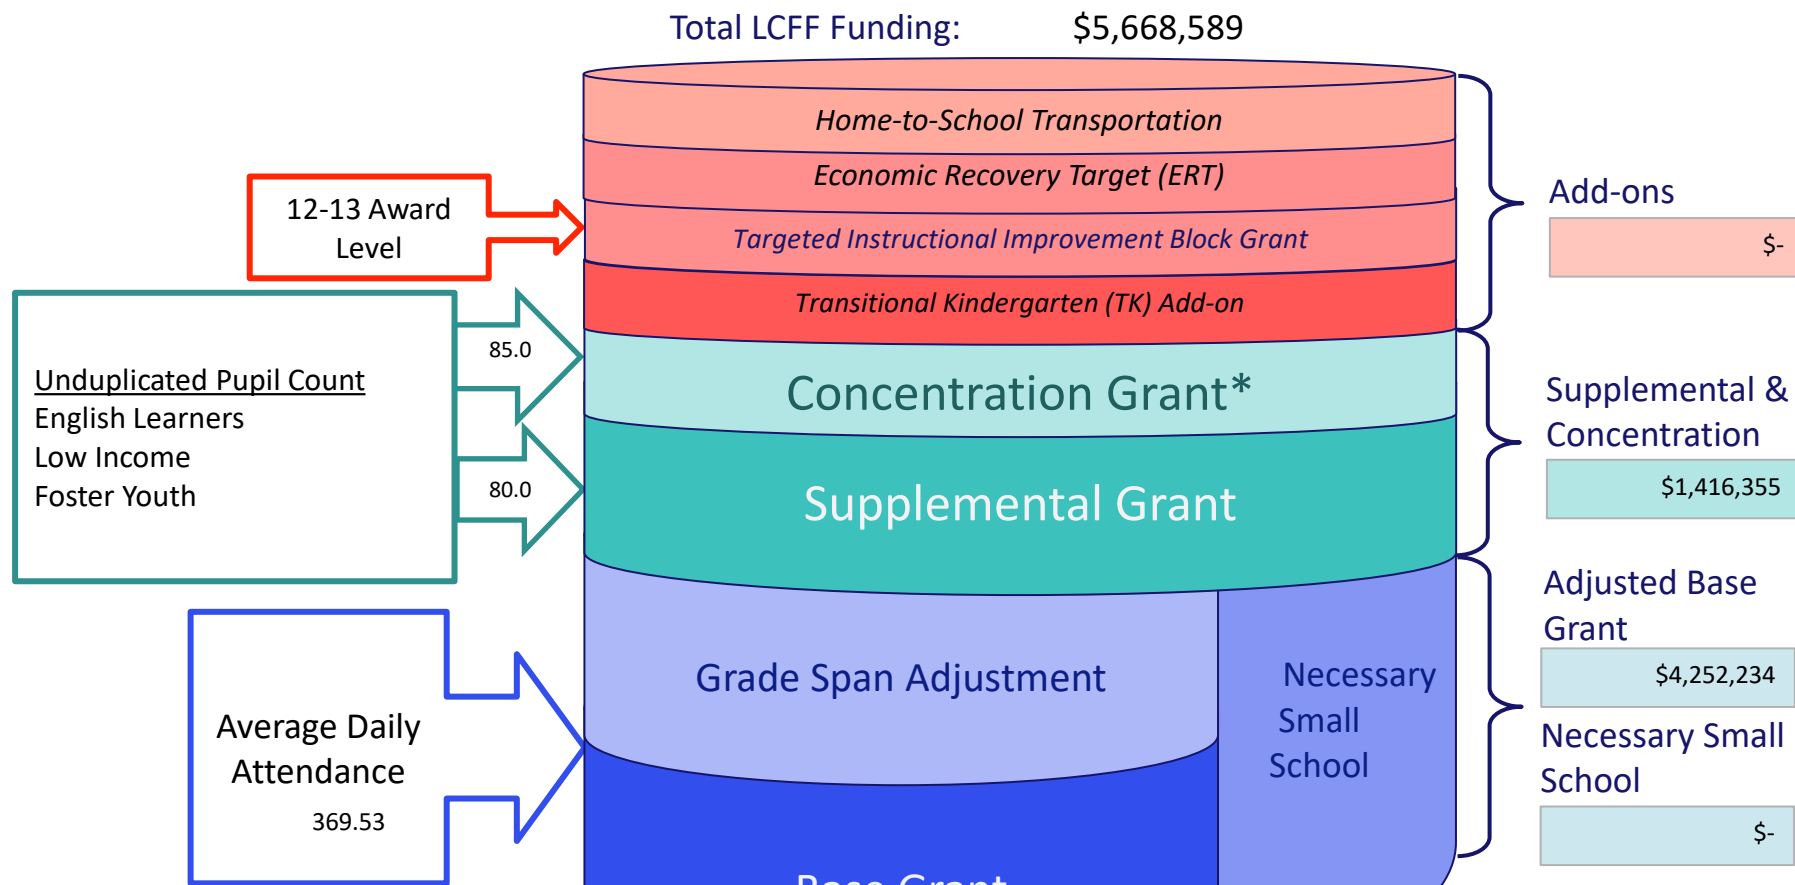 Total LCFF Funding: $5,668,589
Home-to-School Transportation
Economic Recovery Target (ERT)
Targeted Instructional Improvement Block Grant
Transitional Kindergarten (TK) Add-on
Concentration Grant*
Supplemental Grant
Grade Span Adjustment
Necessary
Small
School
Base Grant
12-13 Award
Level
Unduplicated Pupil Count
English Learners
Low Income
Foster Youth
85.0
80.0
Average Daily
Attendance
369.53
Add-ons
$-
Supplemental &
Concentration
$1,416,355
Adjusted Base
Grant
$4,252,234
Necessary Small
School
$-